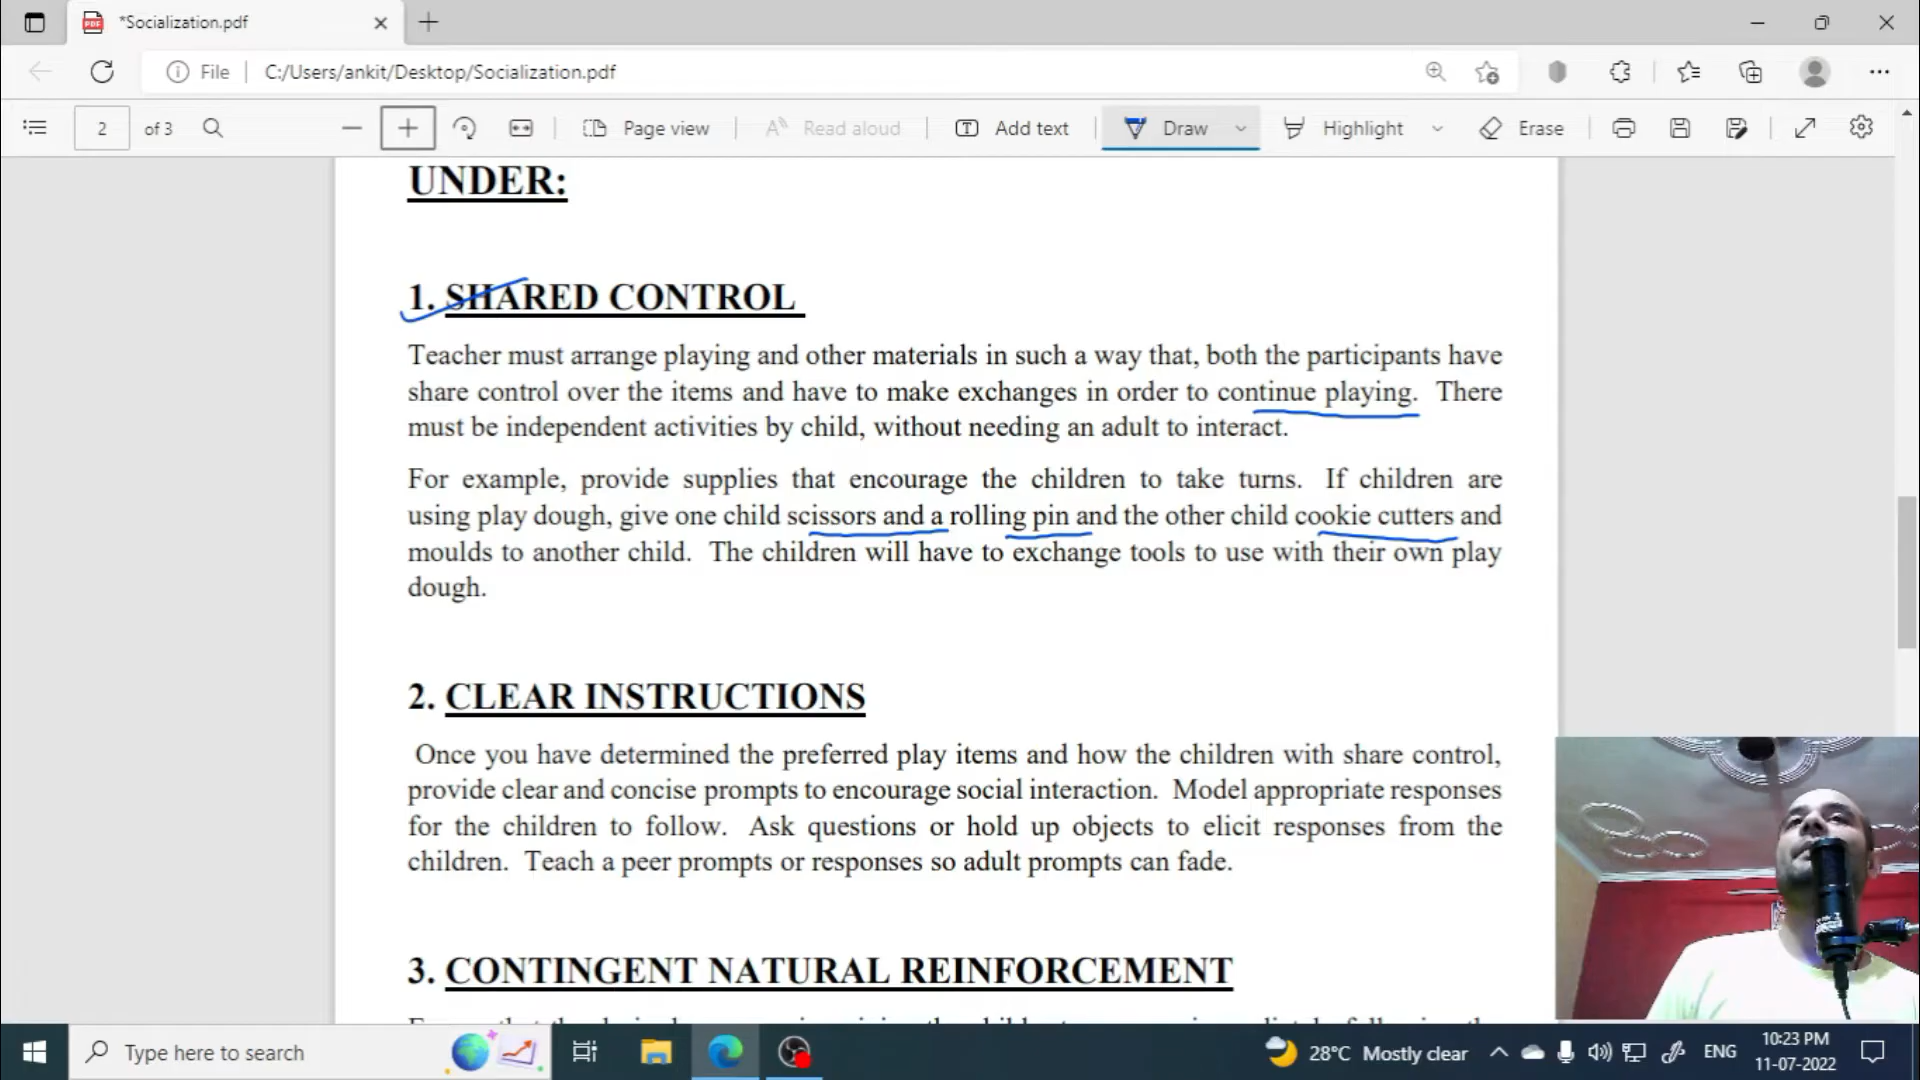 *Socialization.pdf
File
C:/Users/ankit/Desktop/Socialization.pdf
2 of 3
Page view
Read aloud
Add text
Draw
Highlight
Erase
UNDER:
1. SHARED CONTROL
Teacher must arrange playing and other materials in such a way that, both the participants have
share control over the items and have to make exchanges in order to continue playing. There
must be independent activities by child, without needing an adult to interact.
For example, provide supplies that encourage the children to take turns. If children are
using play dough, give one child scissors and a rolling pin and the other child cookie cutters and
moulds to another child. The children will have to exchange tools to use with their own play
dough.
2. CLEAR INSTRUCTIONS
Once you have determined the preferred play items and how the children with share control,
provide clear and concise prompts to encourage social interaction. Model appropriate responses
for the children to follow. Ask questions or hold up objects to elicit responses from the
children. Teach a peer prompts or responses so adult prompts can fade.
3. CONTINGENT NATURAL REINFORCEMENT
Type here to search
28°C Mostly clear
ENG
10:23 PM
11-07-2022